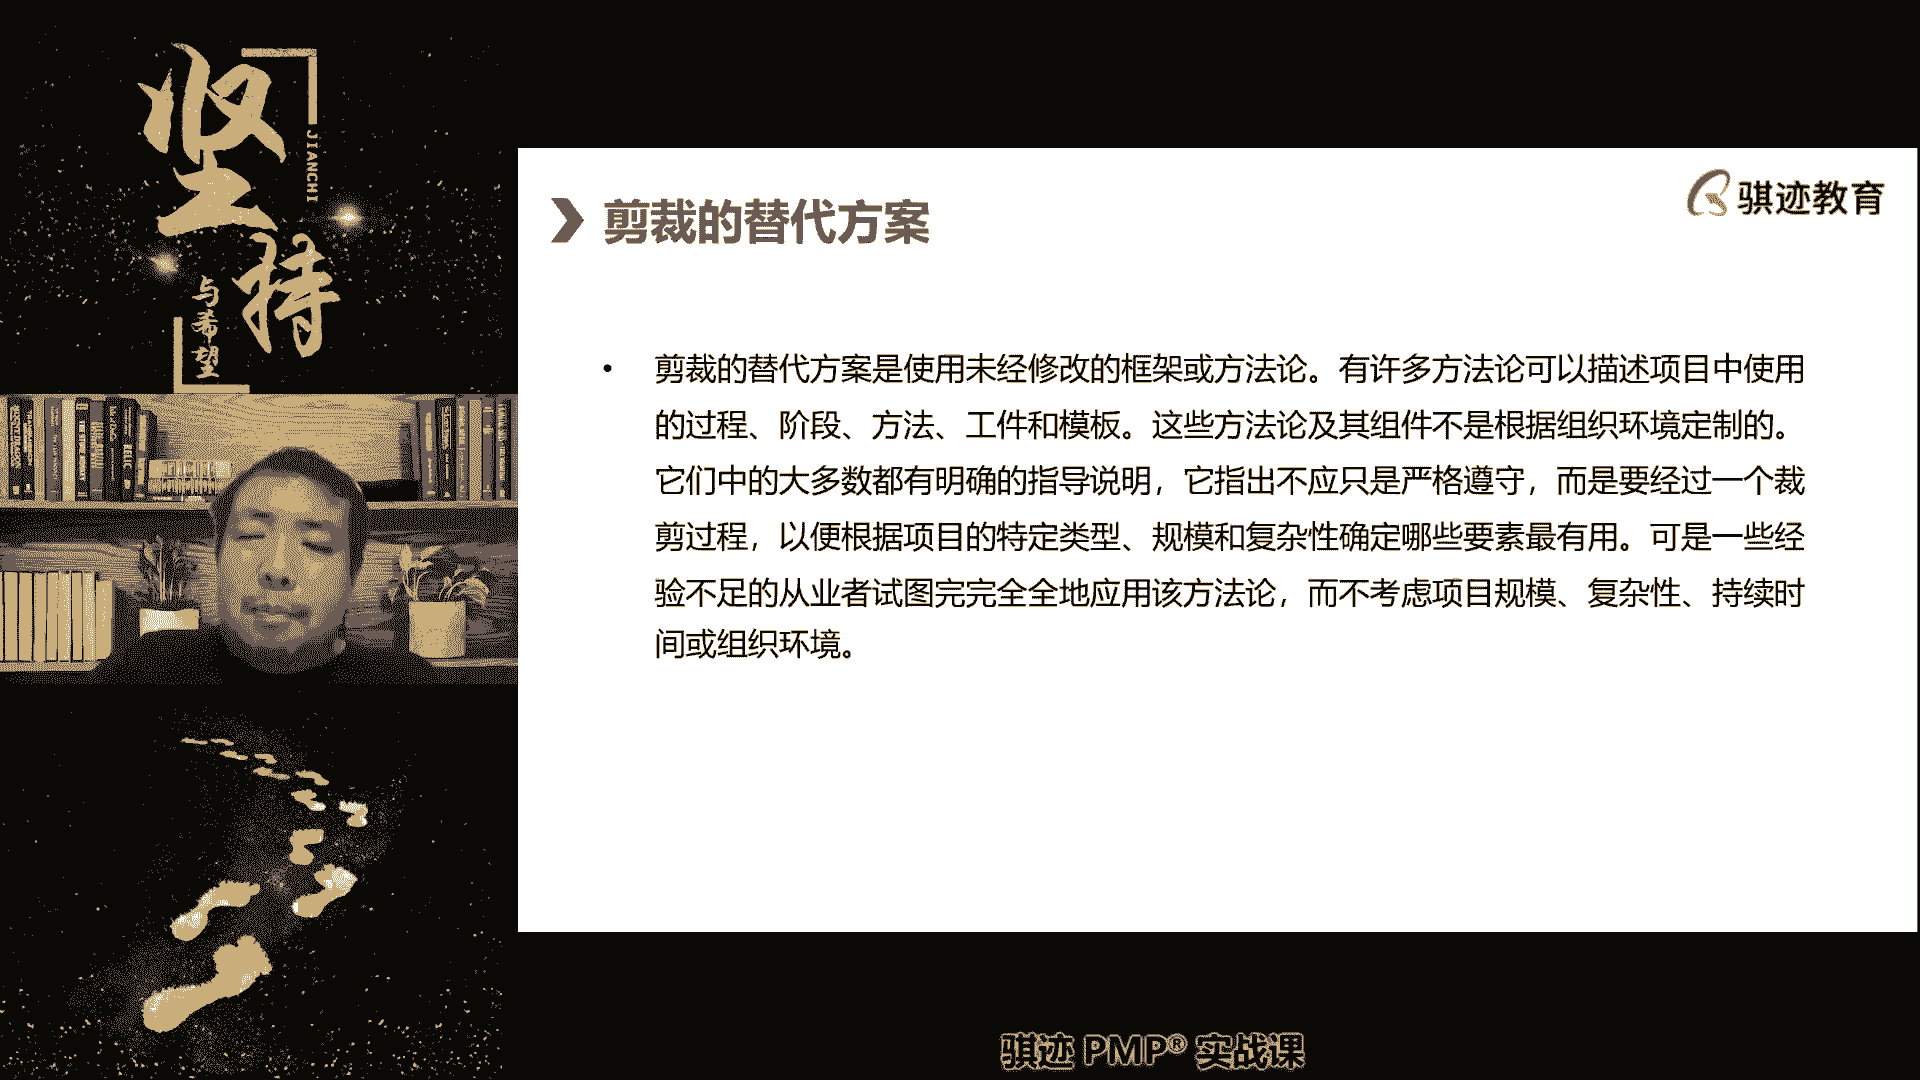 坚持
JIANCHI
与希望
骐迹教育
剪裁的替代方案
• 剪裁的替代方案是使用未经修改的框架或方法论。有许多方法论可以描述项目中使用
的过程、阶段、方法、工件和模板。这些方法论及其组件不是根据组织环境定制的。
它们中的大多数都有明确的指导说明，它指出不应只是严格遵守，而是要经过一个裁
剪过程，以便根据项目的特定类型、规模和复杂性确定哪些要素最有用。可是一些经
验不足的从业者试图完完全全地应用该方法论，而不考虑项目规模、复杂性、持续时
间或组织环境。
骐迹 PMP® 实战课